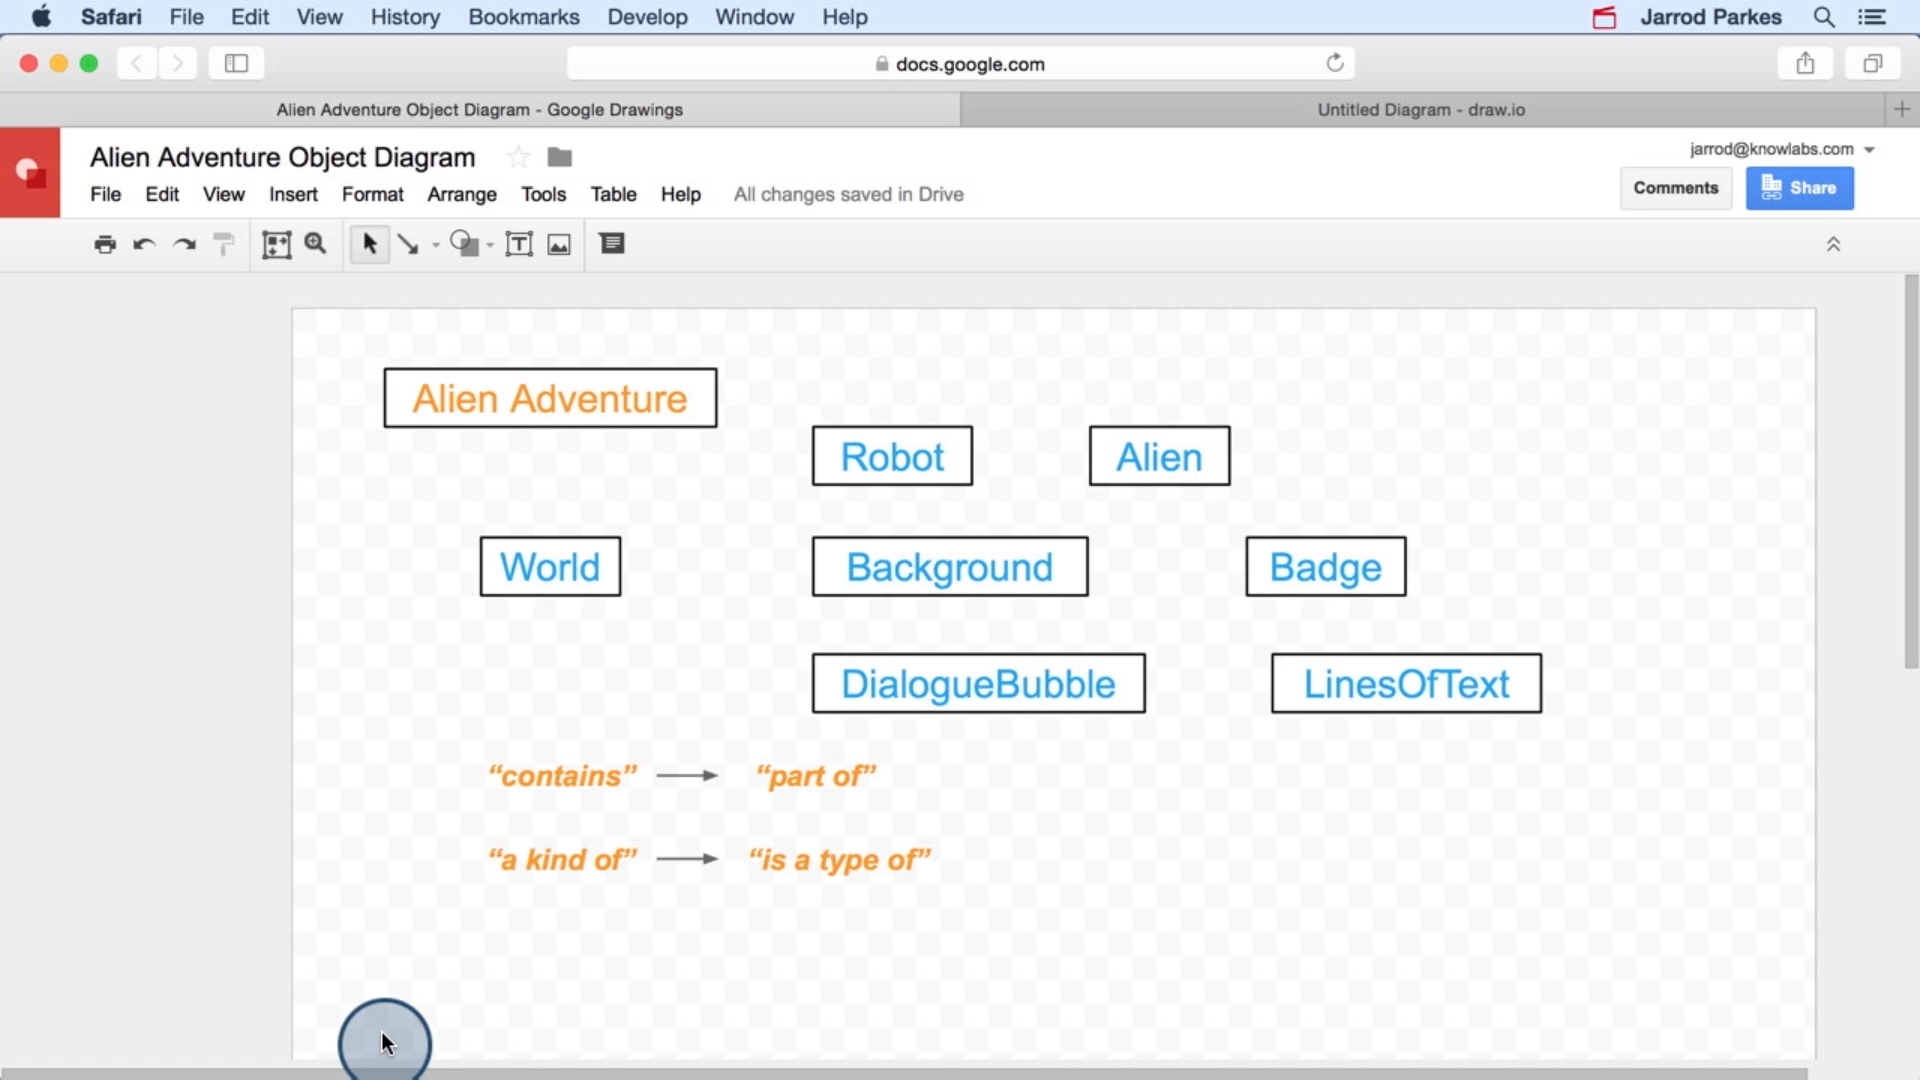 Safari File Edit View History Bookmarks Develop Window Help Jarrod Parkes
docs.google.com
Alien Adventure Object Diagram - Google Drawings Untitled Diagram - draw.io
Alien Adventure Object Diagram
jarrod@knowlabs.com
File Edit View Insert Format Arrange Tools Table Help All changes saved in Drive
Comments Share
Alien Adventure
Robot Alien
World Background Badge
DialogueBubble LinesOfText
“contains” “part of”
“a kind of” “is a type of”